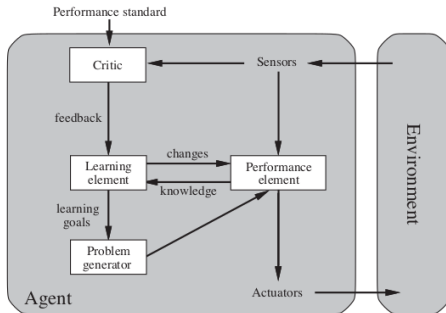 Performance standard
Critic
Sensors
feedback
Learning
element
changes
knowledge
Performance
element
learning
goals
Problem
generator
Agent
Actuators
Environment